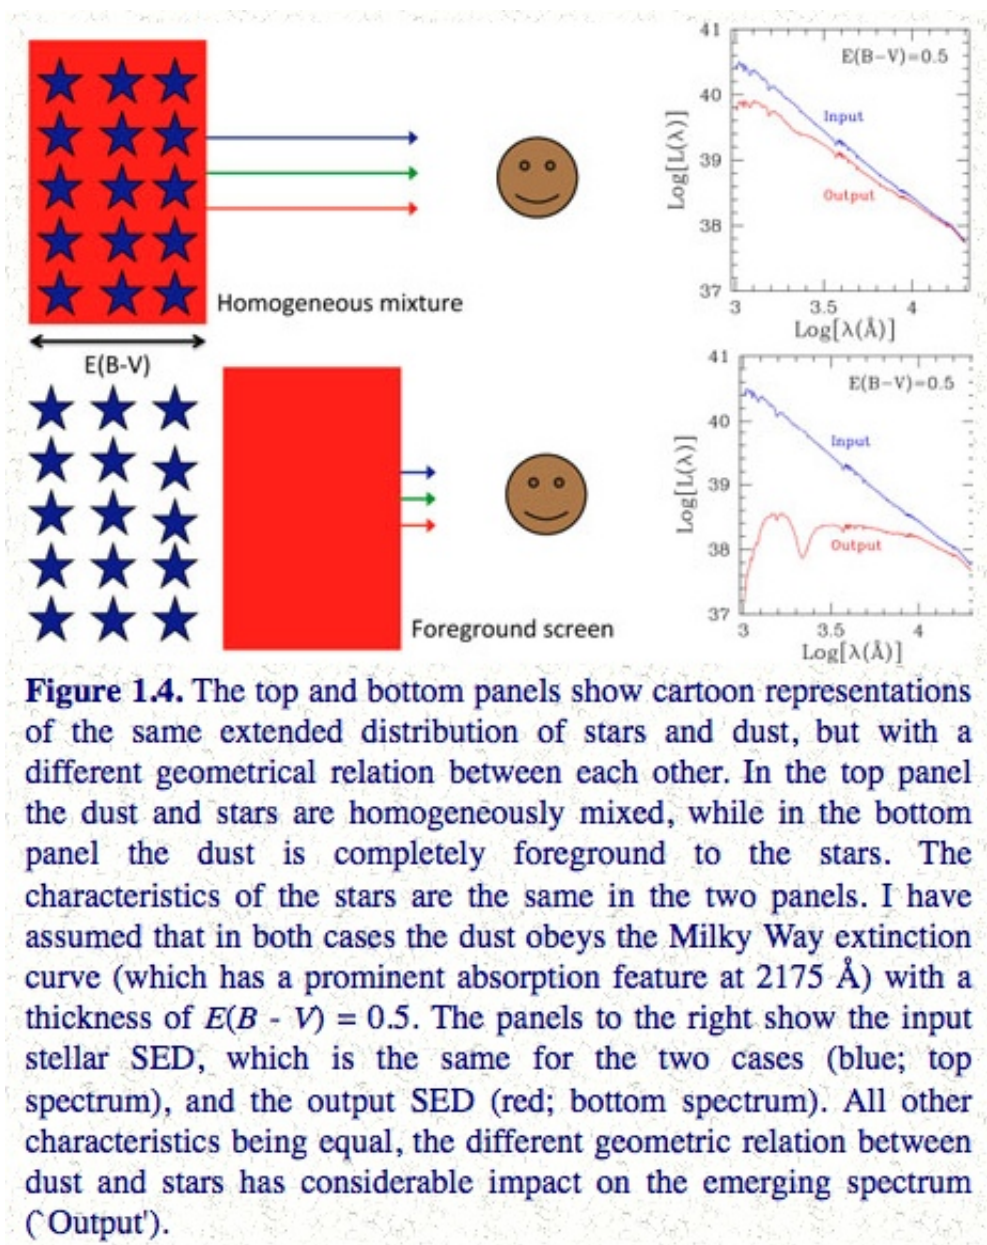 41
E(B−V)=0.5
40
Input
Log[L(λ)]
39
Output
38
37
3 3.5 4
Log[λ(Å)]
Homogeneous mixture
E(B-V)
41
E(B−V)=0.5
40
Input
Log[L(λ)]
39
38
Output
37
3 3.5 4
Log[λ(Å)]
Foreground screen
Figure 1.4. The top and bottom panels show cartoon representations
of the same extended distribution of stars and dust, but with a
different geometrical relation between each other. In the top panel
the dust and stars are homogeneously mixed, while in the bottom
panel the dust is completely foreground to the stars. The
characteristics of the stars are the same in the two panels. I have
assumed that in both cases the dust obeys the Milky Way extinction
curve (which has a prominent absorption feature at 2175 Å) with a
thickness of E(B - V) = 0.5. The panels to the right show the input
stellar SED, which is the same for the two cases (blue; top
spectrum), and the output SED (red; bottom spectrum). All other
characteristics being equal, the different geometric relation between
dust and stars has considerable impact on the emerging spectrum
(`Output').